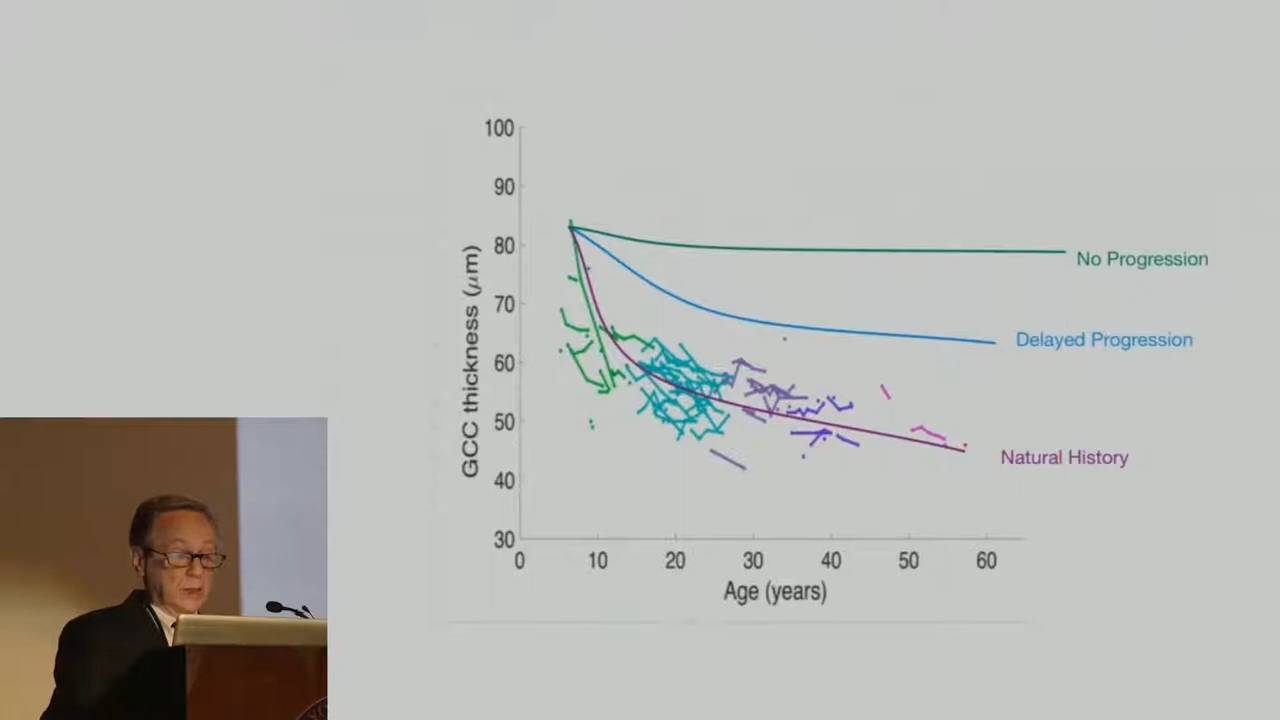 100
90
80
70
60
50
40
30
0 10 20 30 40 50 60
GCC thickness (μm)
Age (years)
No Progression
Delayed Progression
Natural History